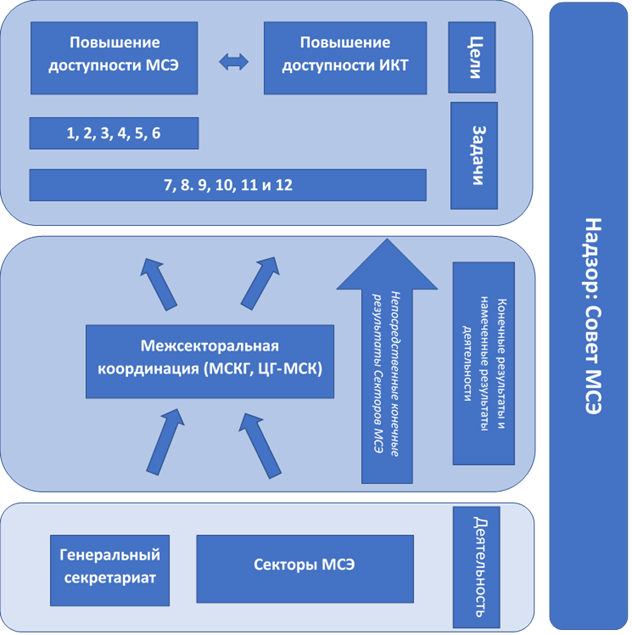 Повышение
доступности МСЭ
Повышение
доступности ИКТ
Цели
1, 2, 3, 4, 5, 6
Задачи
7, 8. 9, 10, 11 и 12
Надзор: Совет МСЭ
Межсекторальная
координация (МСКГ, ЦГ-МСК)
Непосредственные конечные
результаты Секторов МСЭ
Конечные результаты и
намеченные результаты
деятельности
Генеральный
секретариат
Секторы МСЭ
Деятельность